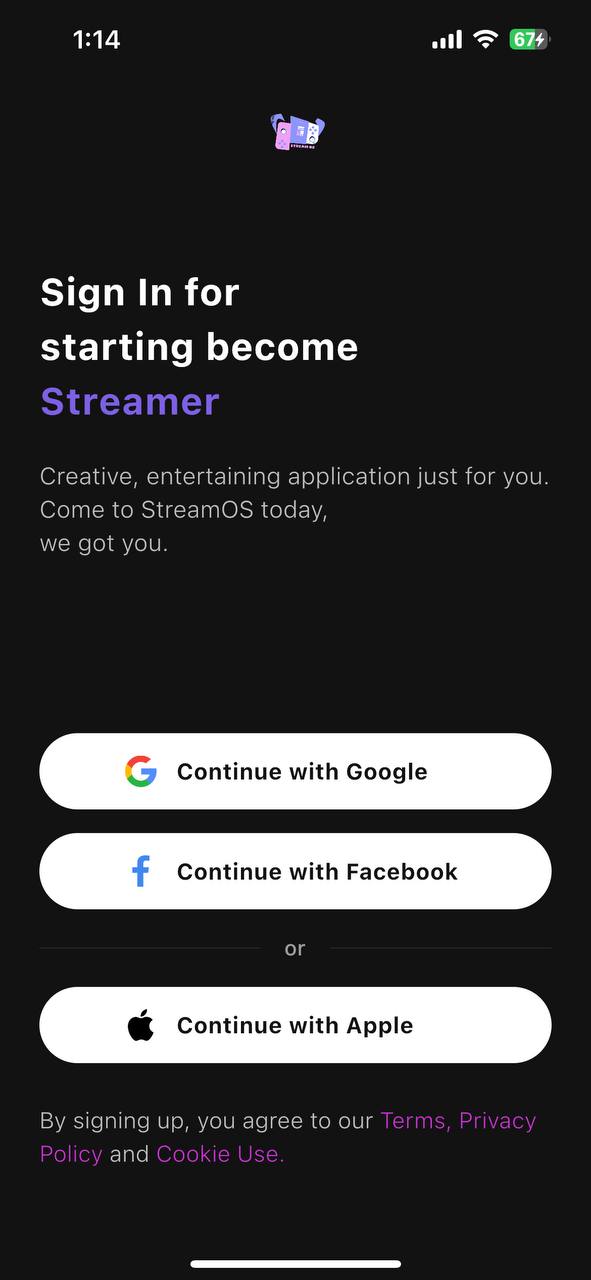 1:14
67
Sign In for
starting become
Streamer
Creative, entertaining application just for you.
Come to StreamOS today,
we got you.
Continue with Google
Continue with Facebook
or
Continue with Apple
By signing up, you agree to our Terms, Privacy
Policy and Cookie Use.